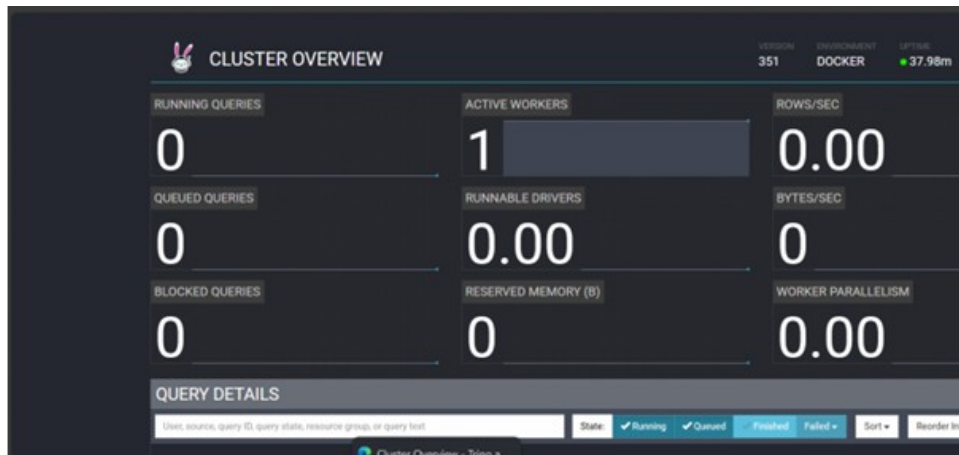 CLUSTER OVERVIEW
VERSION ENVIRONMENT UPTIME
351 DOCKER 37.98m
RUNNING QUERIES ACTIVE WORKERS ROWS/SEC
0 1 0.00
QUEUED QUERIES RUNNABLE DRIVERS BYTES/SEC
0 0.00 0
BLOCKED QUERIES RESERVED MEMORY (B) WORKER PARALLELISM
0 0 0.00
QUERY DETAILS
User, source, query ID, query state, resource group, or query text State: Running Queued Finished Failed Sort Reorder In
Cluster Overview - Trino a